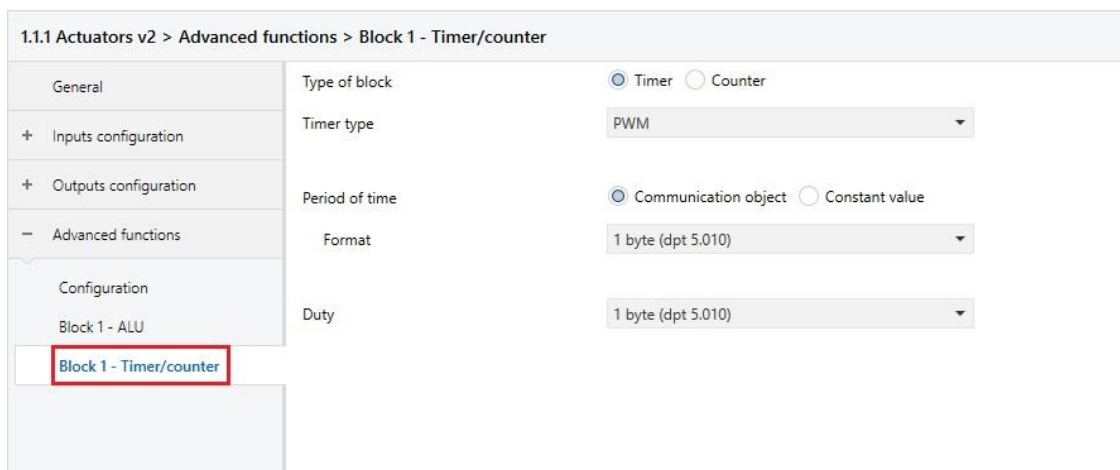 1.1.1 Actuators v2 > Advanced functions > Block 1 - Timer/counter
General
+ Inputs configuration
+ Outputs configuration
− Advanced functions
Configuration
Block 1 - ALU
Block 1 - Timer/counter
Type of block Timer Counter
Timer type PWM
Period of time Communication object Constant value
Format 1 byte (dpt 5.010)
Duty 1 byte (dpt 5.010)